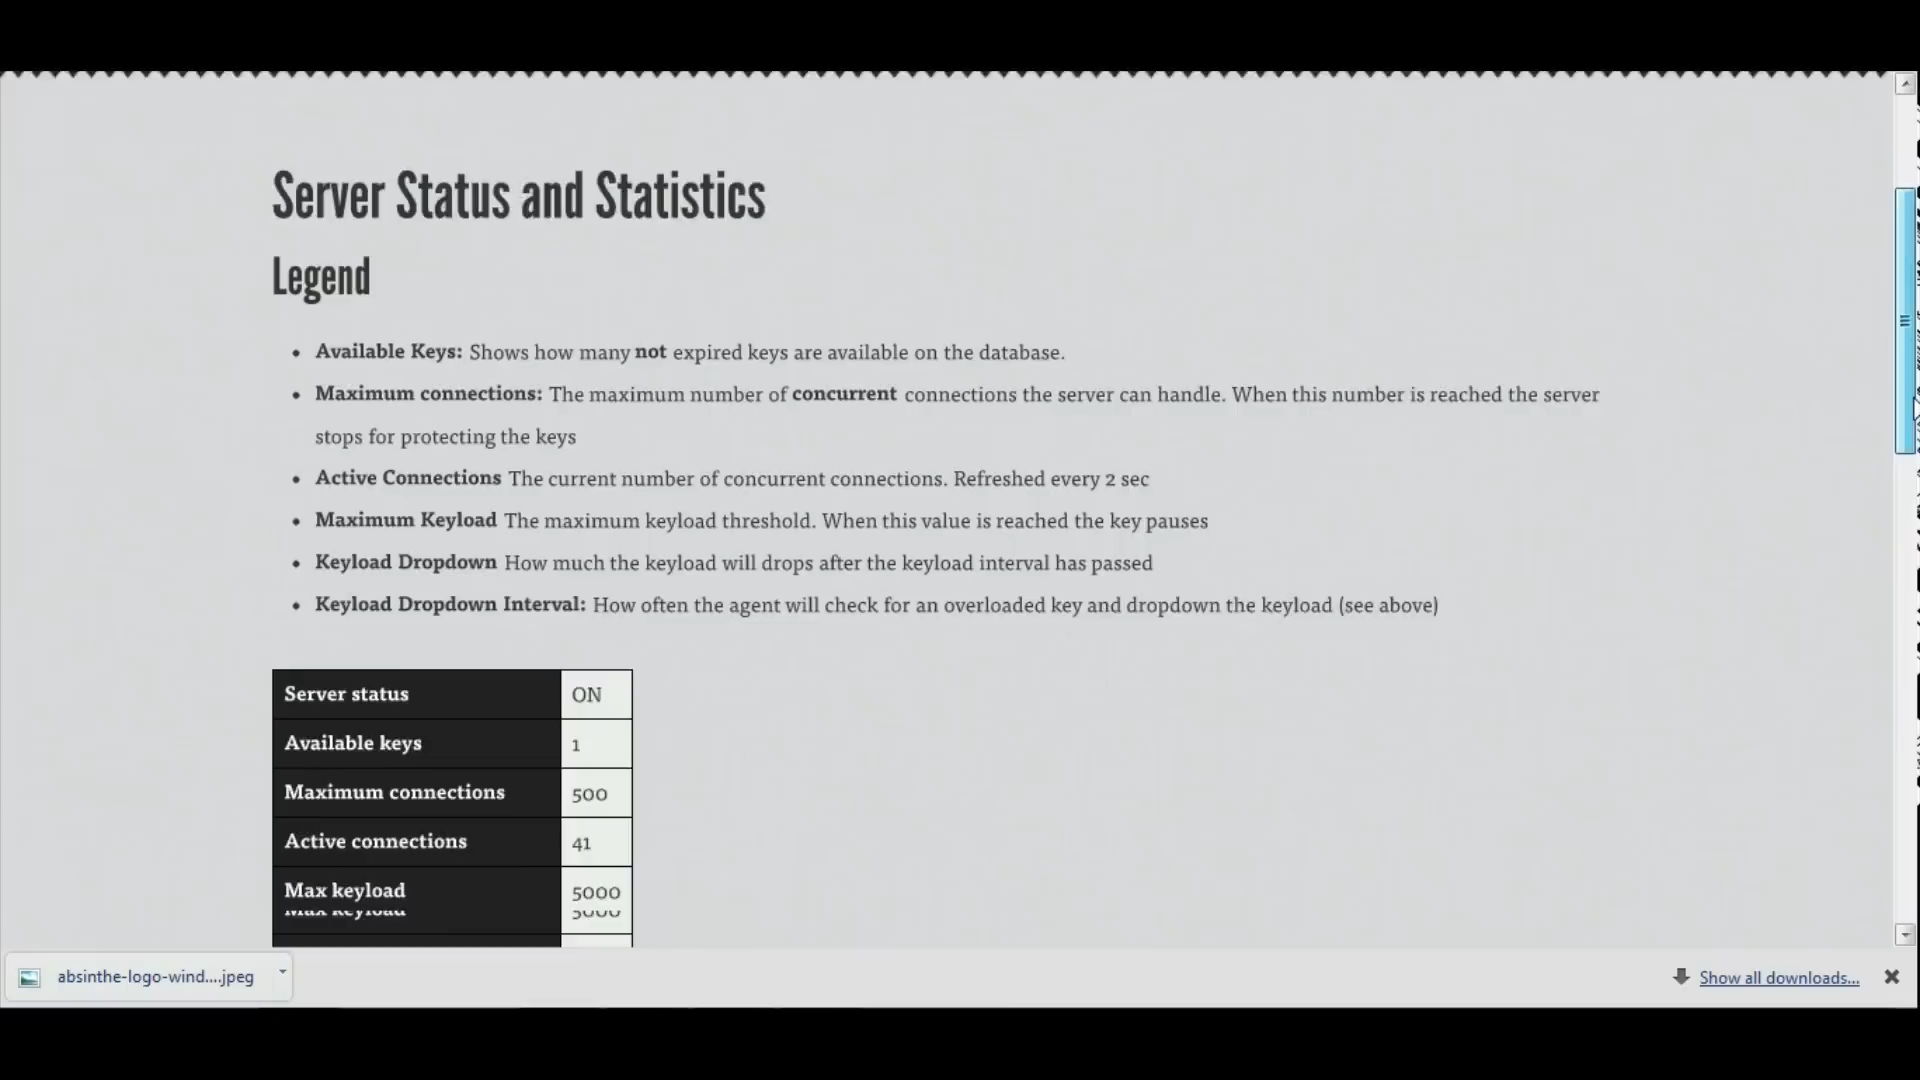 Server Status and Statistics
Legend
Available Keys: Shows how many not expired keys are available on the database.
Maximum connections: The maximum number of concurrent connections the server can handle. When this number is reached the server
stops for protecting the keys
Active Connections The current number of concurrent connections. Refreshed every 2 sec
Maximum Keyload The maximum keyload threshold. When this value is reached the key pauses
Keyload Dropdown How much the keyload will drops after the keyload interval has passed
Keyload Dropdown Interval: How often the agent will check for an overloaded key and dropdown the keyload (see above)
Server status ON
Available keys 1
Maximum connections 500
Active connections 41
Max keyload 5000
absinthe-logo-wind....jpeg
Show all downloads...